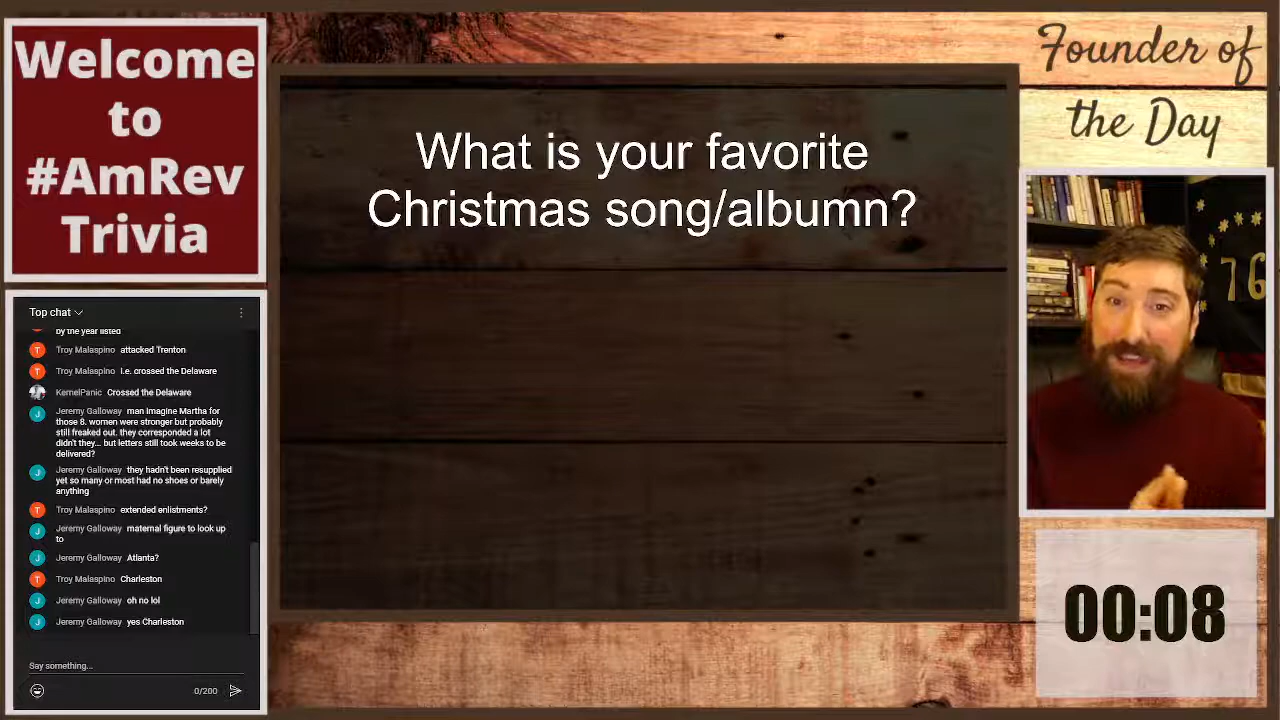 Welcome
to
#AmRev
Trivia
What is your favorite
Christmas song/albumn?
Founder of
the Day
76
Top chat
by the year listed
Troy Malaspino attacked Trenton
Troy Malaspino I.e. crossed the Delaware
KernelPanic Crossed the Delaware
Jeremy Galloway man imagine Martha for
those 8. women were stronger but probably
still freaked out. they corresponded a lot
didn't they... but letters still took weeks to be
delivered?
Jeremy Galloway they hadn't been resupplied
yet so many or most had no shoes or barely
anything
Troy Malaspino extended enlistments?
Jeremy Galloway maternal figure to look up
to
Jeremy Galloway Atlanta?
Troy Malaspino Charleston
Jeremy Galloway oh no lol
Jeremy Galloway yes Charleston
Say something...
0/200
00:08